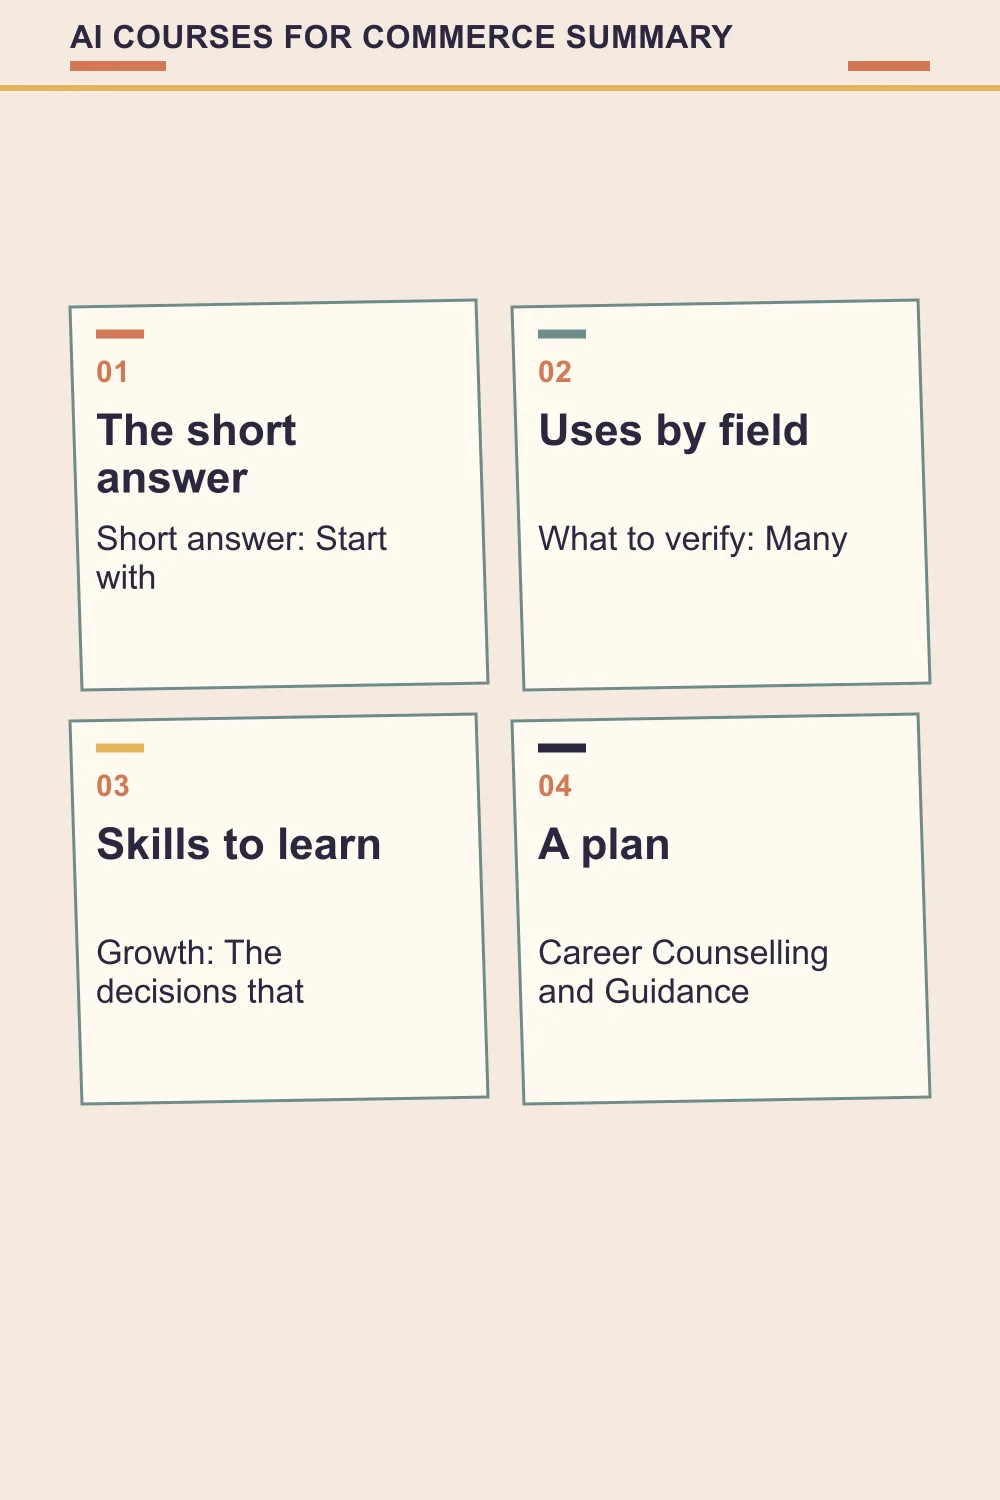 AI COURSES FOR COMMERCE SUMMARY
01
The short
answer
Short answer: Start
with
02
Uses by field
What to verify: Many
03
Skills to learn
Growth: The
decisions that
04
A plan
Career Counselling
and Guidance